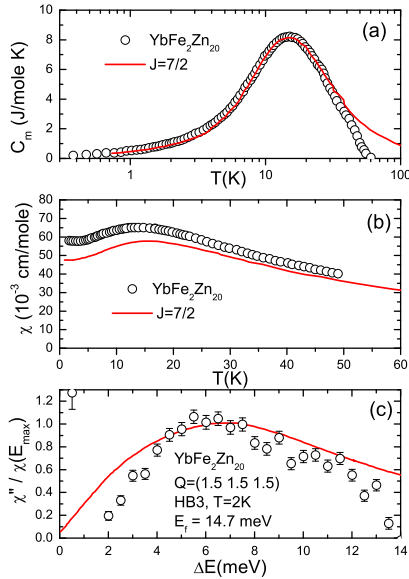 (a)
YbFe₂Zn₂₀
J=7/2
C_m (J/mole K)
8
6
4
2
0
1 10 100
T(K)
(b)
χ (10⁻³ cm/mole)
80
70
60
50
40
30
20
10
0
YbFe₂Zn₂₀
J=7/2
0 10 20 30 40 50 60
T(K)
(c)
χ'' / χ(E_max)
1.2
1.0
0.8
0.6
0.4
0.2
0.0
YbFe₂Zn₂₀
Q=(1.5 1.5 1.5)
HB3, T=2K
E_f = 14.7 meV
0 2 4 6 8 10 12 14
ΔE(meV)